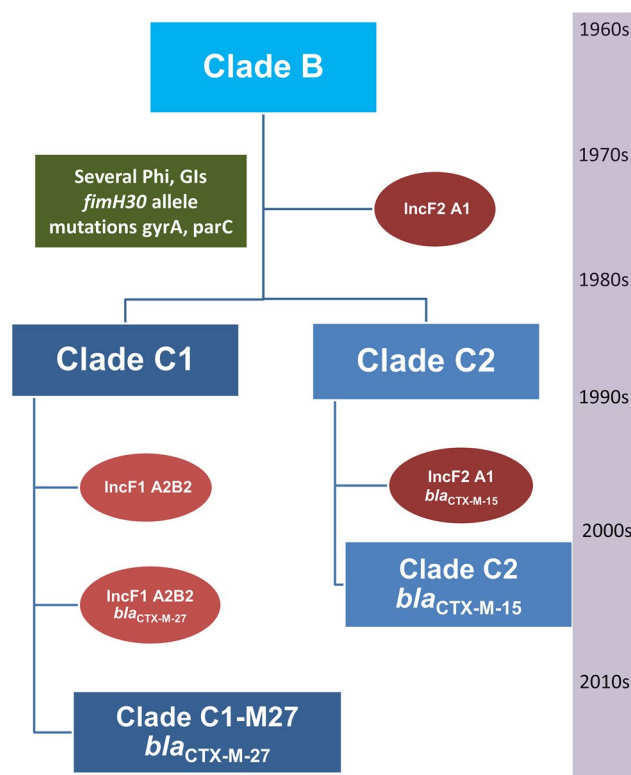 Clade B
Several Phi, GIs
fimH30 allele
mutations gyrA, parC
IncF2 A1
Clade C1
Clade C2
IncF1 A2B2
IncF2 A1
blaCTX-M-15
IncF1 A2B2
blaCTX-M-27
Clade C2
blaCTX-M-15
Clade C1-M27
blaCTX-M-27
1960s
1970s
1980s
1990s
2000s
2010s